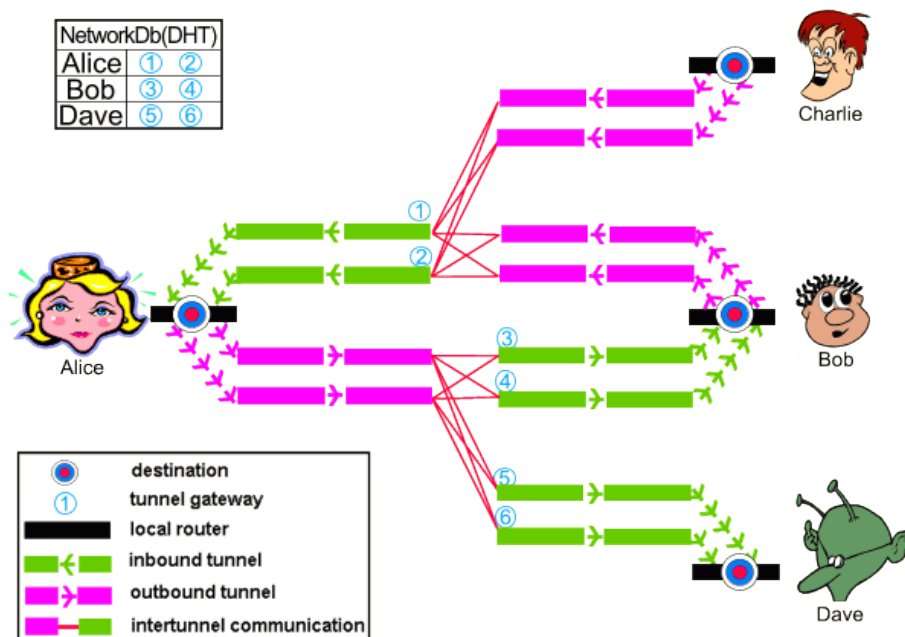 NetworkDb(DHT)
Alice 1 2
Bob 3 4
Dave 5 6
Charlie
1
2
Alice
3
4
Bob
5
6
Dave
destination
1 tunnel gateway
local router
inbound tunnel
outbound tunnel
intertunnel communication